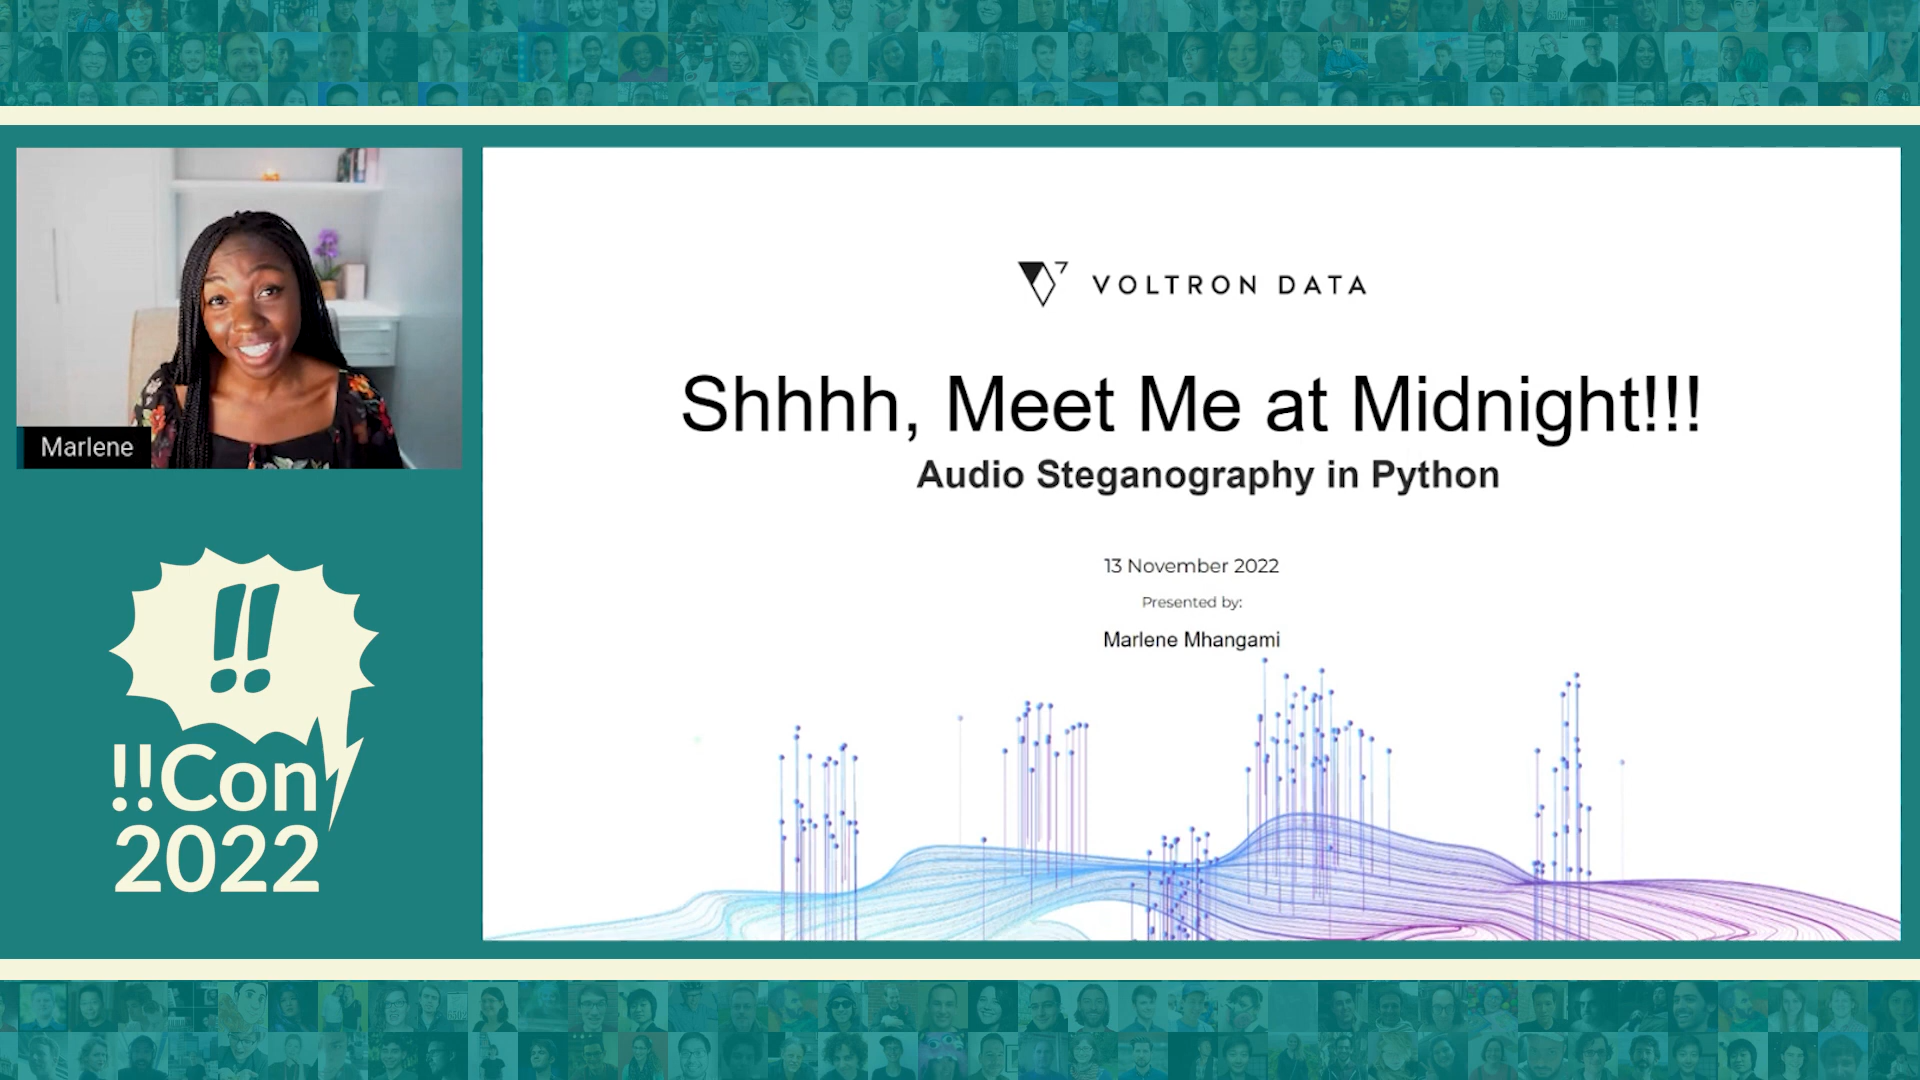 Marlene
!!
!!Con
2022
VOLTRON DATA
Shhhh, Meet Me at Midnight!!!
Audio Steganography in Python
13 November 2022
Presented by:
Marlene Mhangami